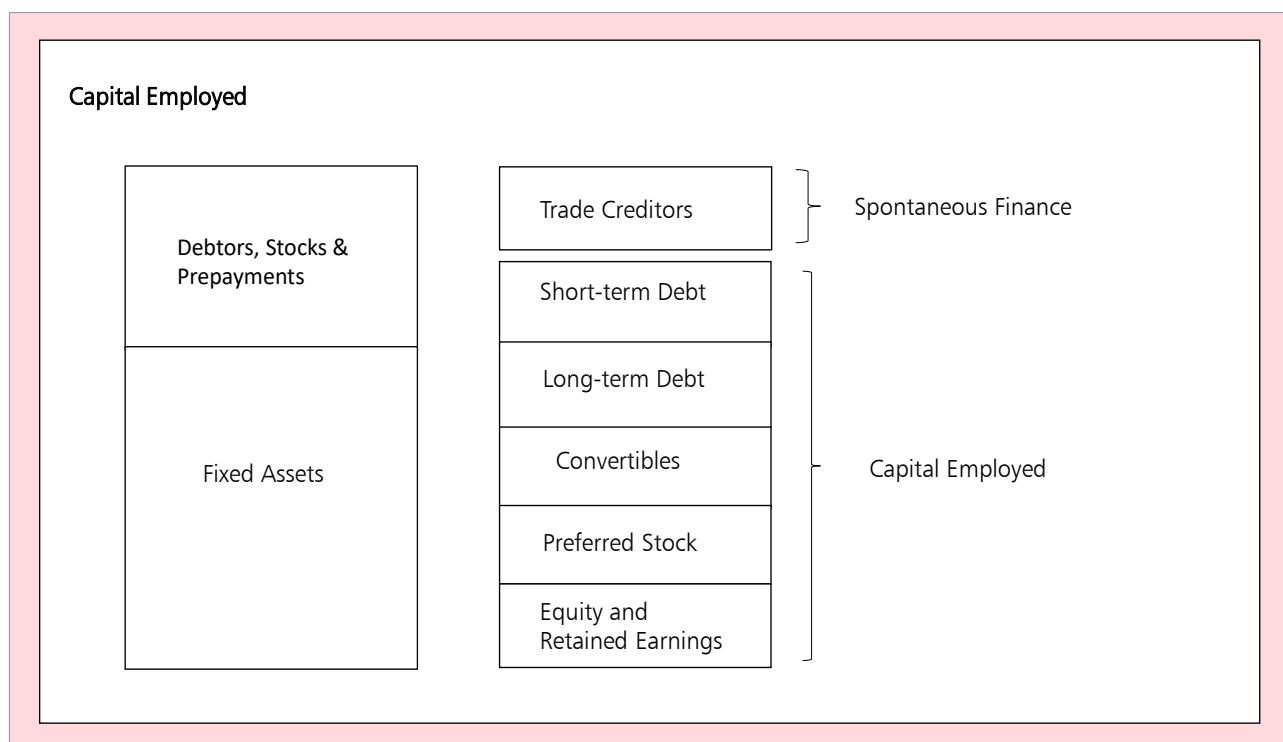 Capital Employed
Debtors, Stocks &
Prepayments
Fixed Assets
Trade Creditors
Short-term Debt
Long-term Debt
Convertibles
Preferred Stock
Equity and
Retained Earnings
Spontaneous Finance
Capital Employed